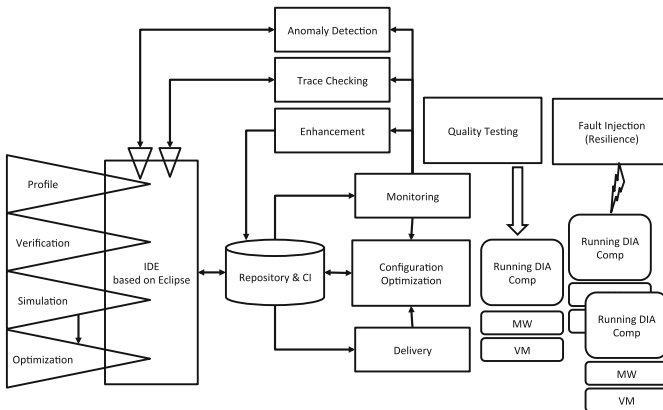 Anomaly Detection
Trace Checking
Enhancement
Quality Testing
Fault Injection
(Resilience)
Profile
Monitoring
Verification
IDE
based on Eclipse
Repository & CI
Configuration
Optimization
Running DIA
Comp
Simulation
Running DIA
Comp
MW
Running DIA
Comp
VM
Optimization
Delivery
MW
VM